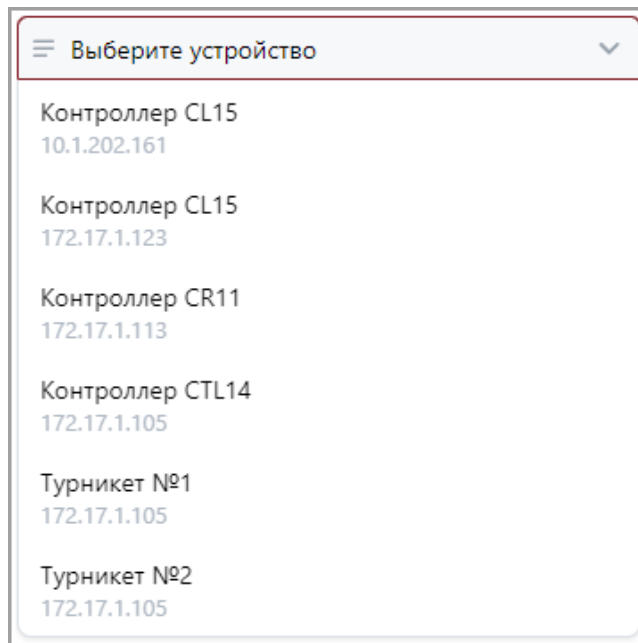 Выберите устройство
Контроллер CL15
10.1.202.161
Контроллер CL15
172.17.1.123
Контроллер CR11
172.17.1.113
Контроллер CTL14
172.17.1.105
Турникет №1
172.17.1.105
Турникет №2
172.17.1.105